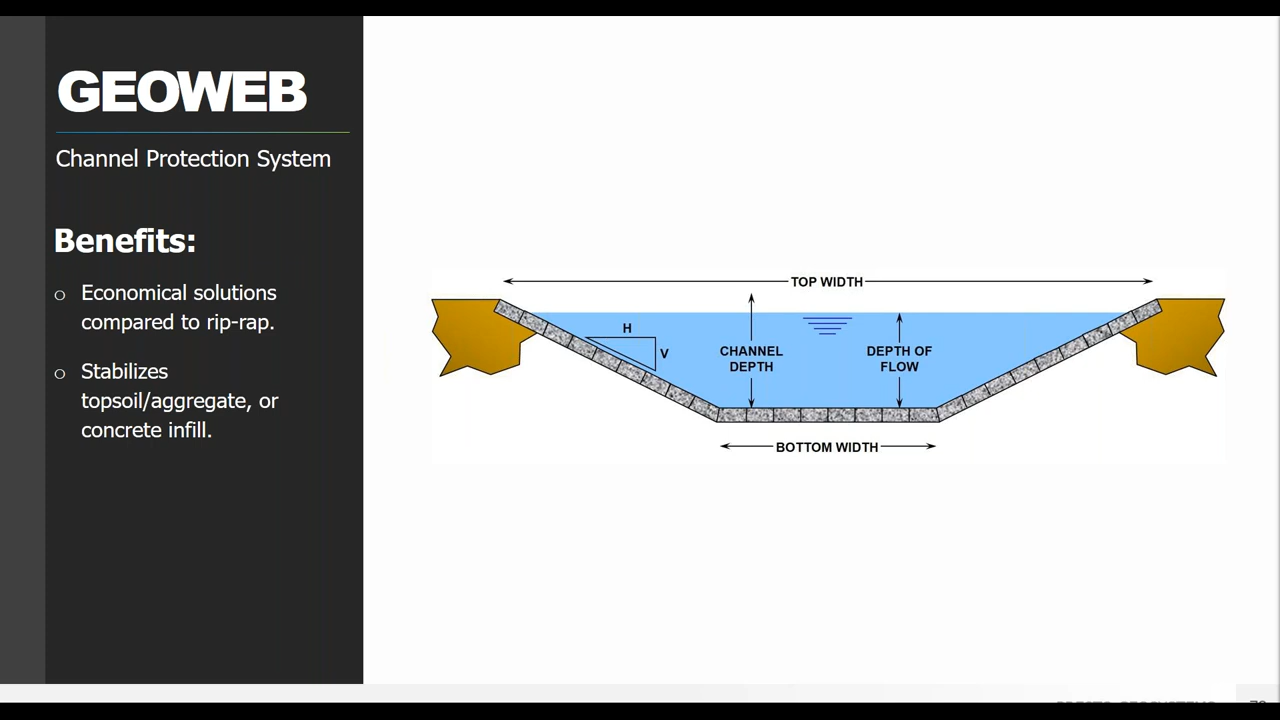 GEOWEB
Channel Protection System
Benefits:
o Economical solutions
compared to rip-rap.
o Stabilizes
topsoil/aggregate, or
concrete infill.
TOP WIDTH
H
V
CHANNEL
DEPTH
DEPTH OF
FLOW
BOTTOM WIDTH